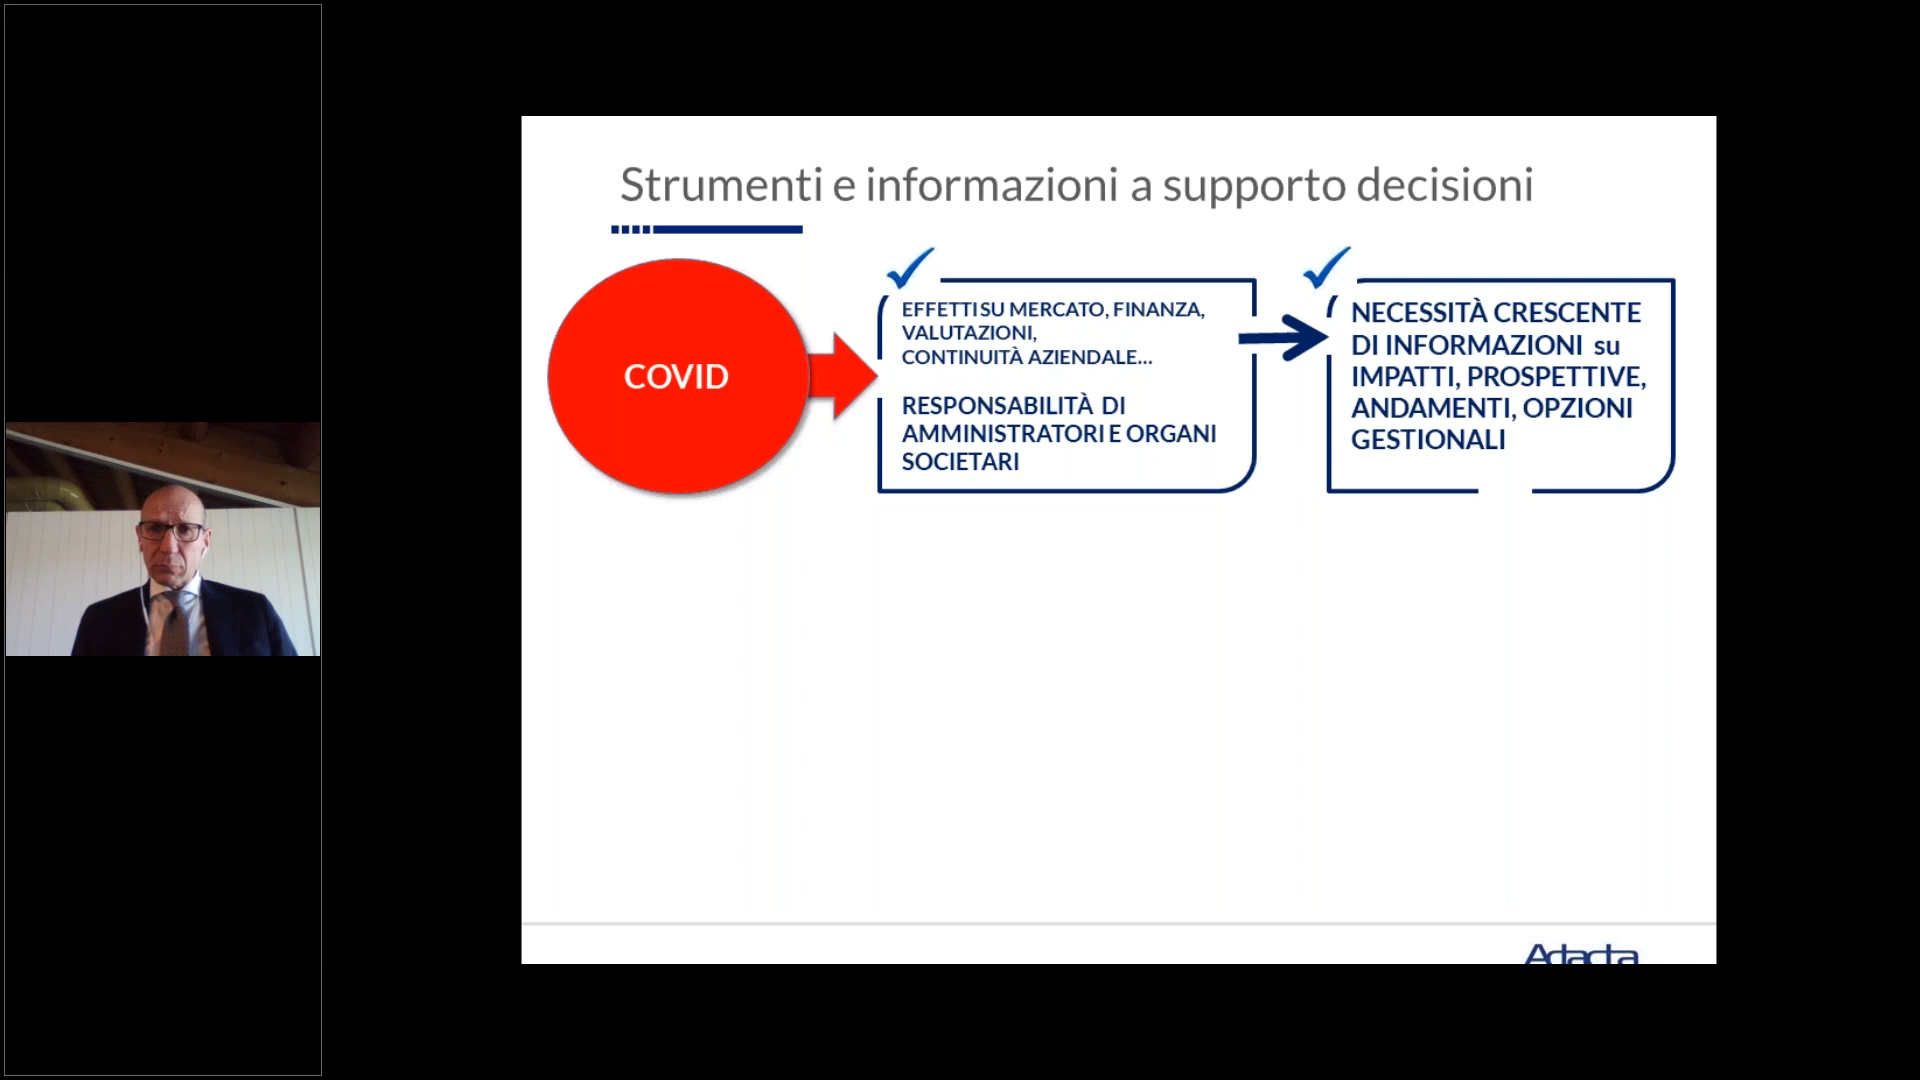 Strumenti e informazioni a supporto decisioni
COVID
EFFETTI SU MERCATO, FINANZA,
VALUTAZIONI,
CONTINUITÀ AZIENDALE...
RESPONSABILITÀ DI
AMMINISTRATORI E ORGANI
SOCIETARI
NECESSITÀ CRESCENTE
DI INFORMAZIONI su
IMPATTI, PROSPETTIVE,
ANDAMENTI, OPZIONI
GESTIONALI
Adacta